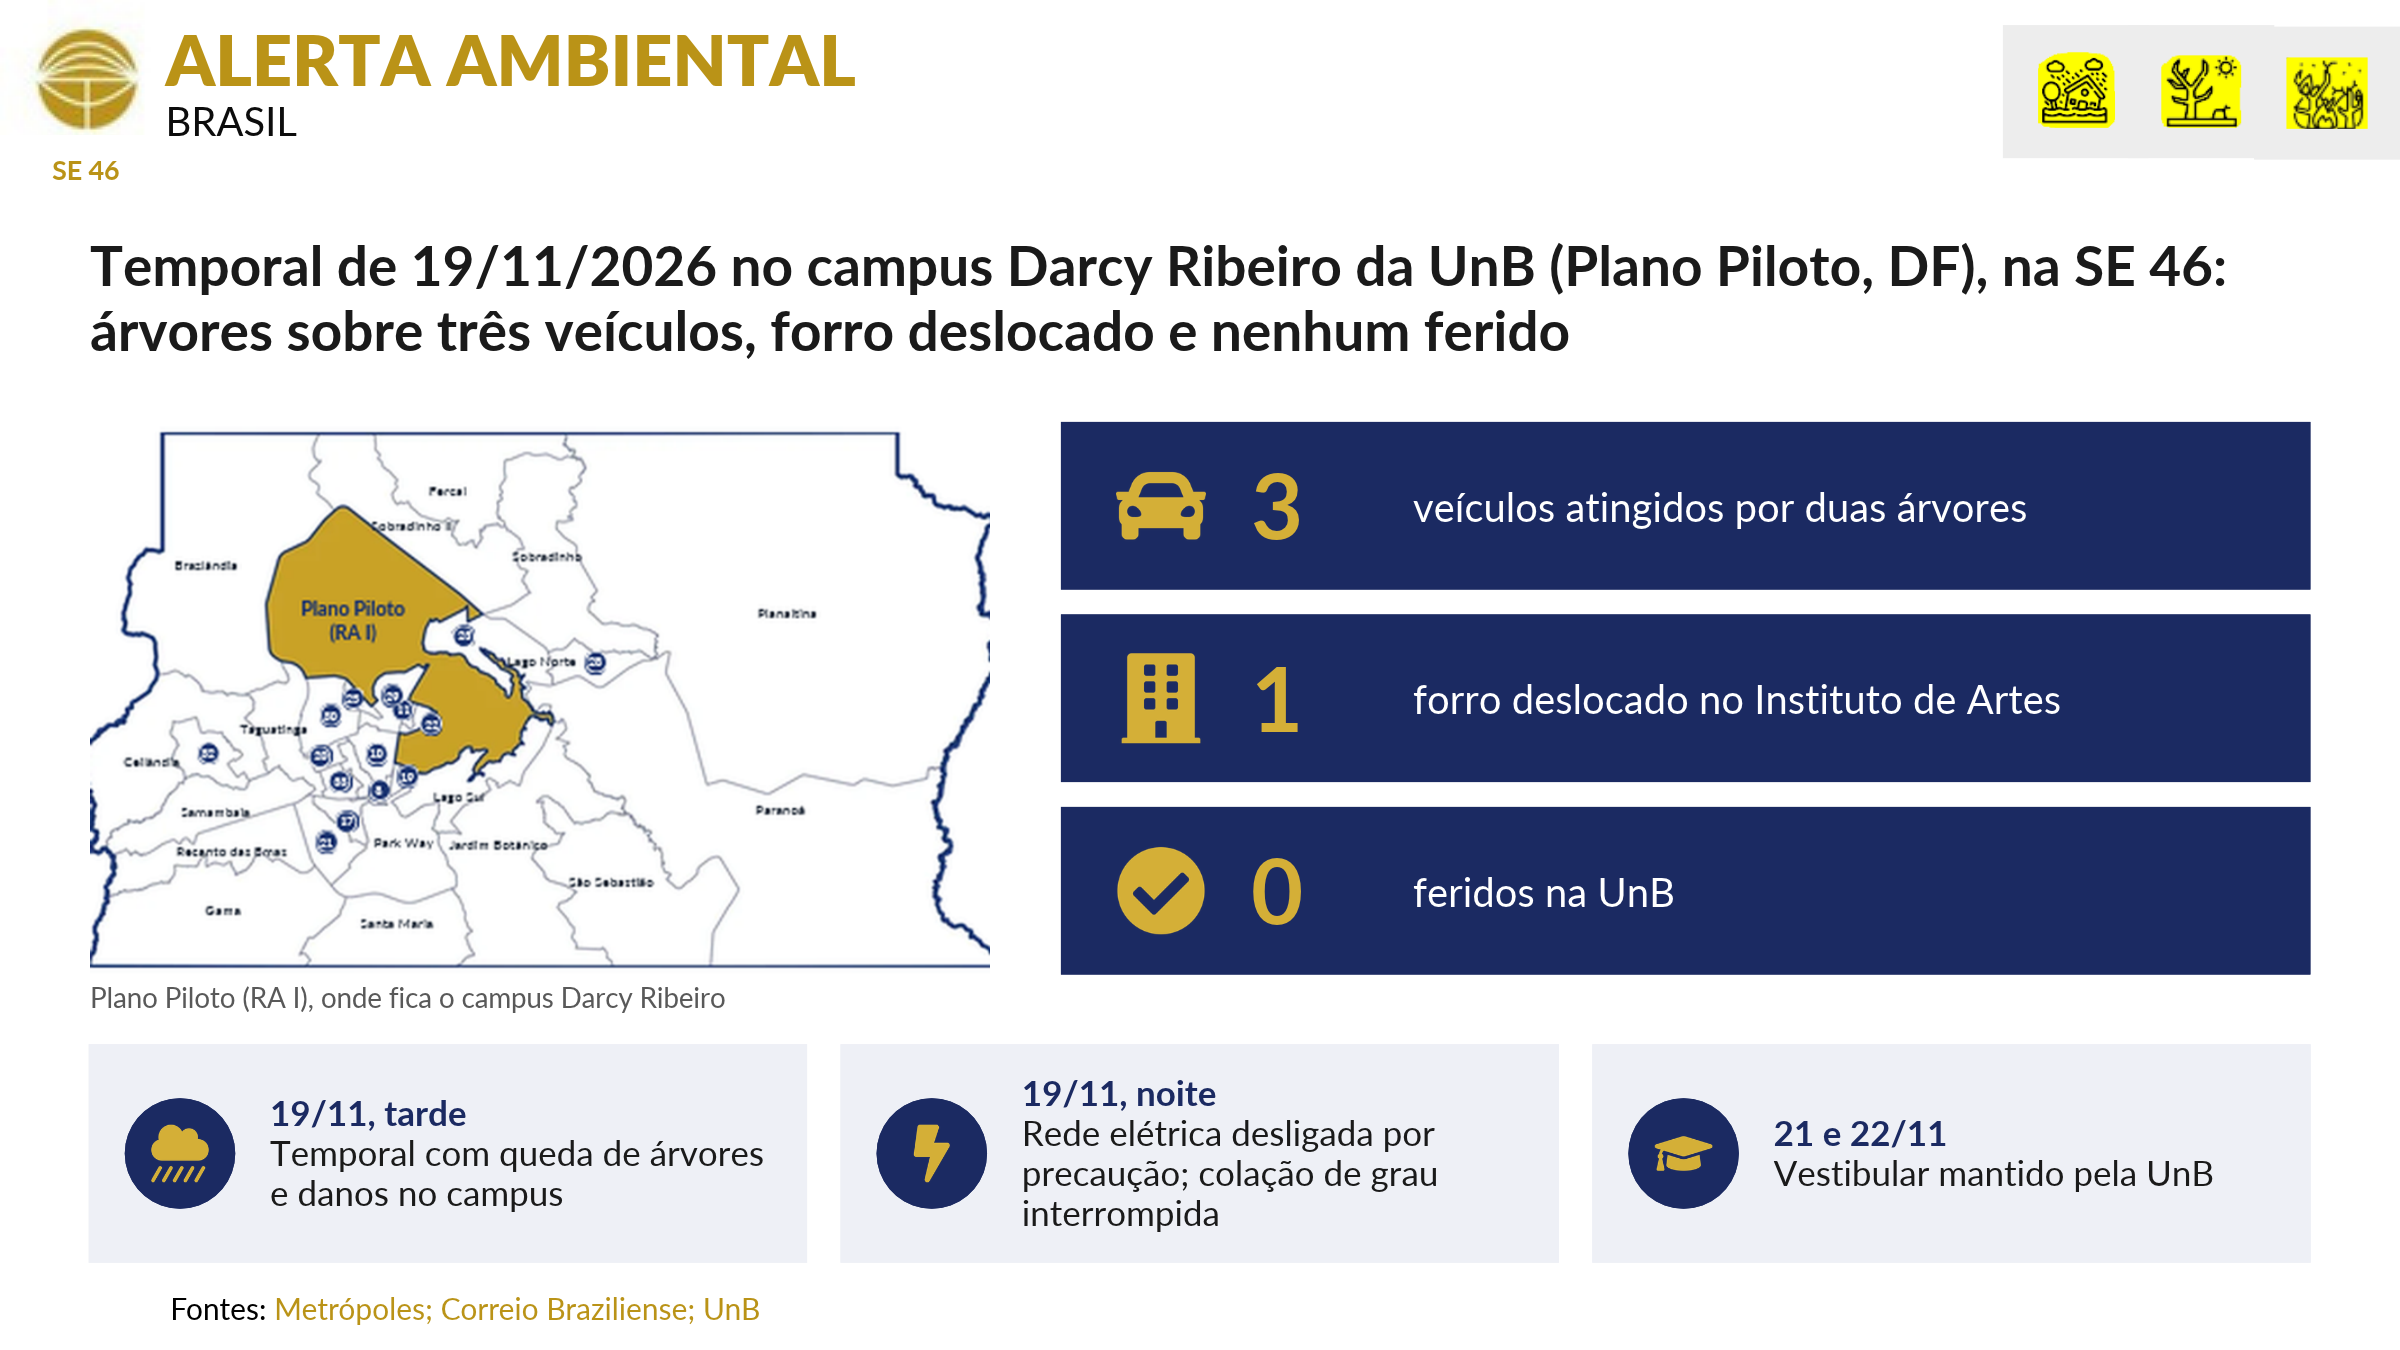 ALERTA AMBIENTAL
BRASIL
SE 46
Temporal de 19/11/2026 no campus Darcy Ribeiro da UnB (Plano Piloto, DF), na SE 46:
árvores sobre três veículos, forro deslocado e nenhum ferido
Fercal
Sobradinho II
Sobradinho
Brazlândia
Plano Piloto
(RA I)
Planaltina
Lago Norte
Taguatinga
Ceilândia
10
19
Lago Sul
Samambaia
Paranoá
17
21
Park Way
Jardim Botânico
Recanto das Emas
São Sebastião
Gama
Santa Maria
Plano Piloto (RA I), onde fica o campus Darcy Ribeiro
3
veículos atingidos por duas árvores
1
forro deslocado no Instituto de Artes
0
feridos na UnB
19/11, tarde
Temporal com queda de árvores
e danos no campus
19/11, noite
Rede elétrica desligada por
precaução; colação de grau
interrompida
21 e 22/11
Vestibular mantido pela UnB
Fontes: Metrópoles; Correio Braziliense; UnB